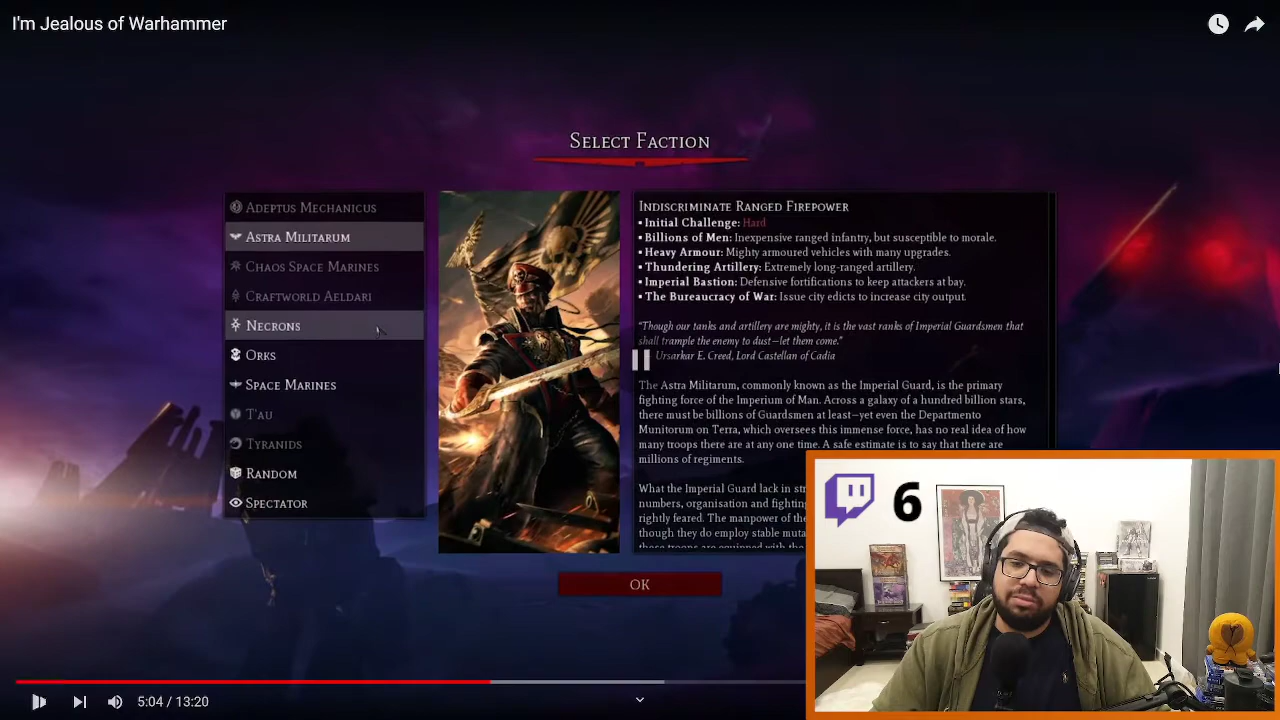 I'm Jealous of Warhammer
Select Faction
Adeptus Mechanicus
Astra Militarum
Chaos Space Marines
Craftworld Aeldari
Necrons
Orks
Space Marines
T'au
Tyranids
Random
Spectator
Indiscriminate Ranged Firepower
▪ Initial Challenge: Hard
▪ Billions of Men: Inexpensive ranged infantry, but susceptible to morale.
▪ Heavy Armour: Mighty armoured vehicles with many upgrades.
▪ Thundering Artillery: Extremely long-ranged artillery.
▪ Imperial Bastion: Defensive fortifications to keep attackers at bay.
▪ The Bureaucracy of War: Issue city edicts to increase city output.
“Though our tanks and artillery are mighty, it is the vast ranks of Imperial Guardsmen that
shall trample the enemy to dust—let them come.”
Ursarkar E. Creed, Lord Castellan of Cadia
The Astra Militarum, commonly known as the Imperial Guard, is the primary
fighting force of the Imperium of Man. Across a galaxy of a hundred billion stars,
there must be billions of Guardsmen at least—yet even the Departmento
Munitorum on Terra, which oversees this immense force, has no real idea of how
many troops there are at any one time. A safe estimate is to say that there are
millions of regiments.
What the Imperial Guard lack in
numbers, organisation and
rightly feared. The manpower of
though they do employ stable
these troops are equipped with the
OK
6
5:04 / 13:20